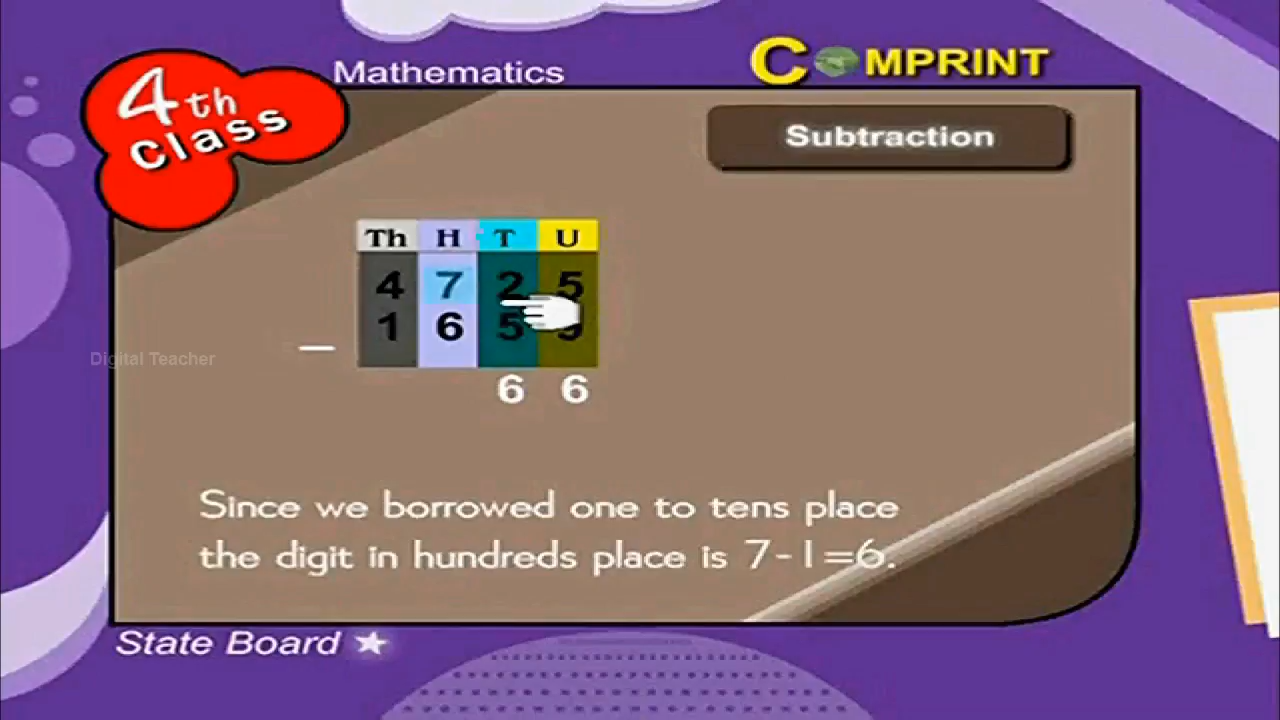 4th
Class
Mathematics
COMPRINT
Subtraction
Th H T U
4 7 2 5
1 6 5 9
–
Digital Teacher
6 6
Since we borrowed one to tens place
the digit in hundreds place is 7-1=6.
State Board